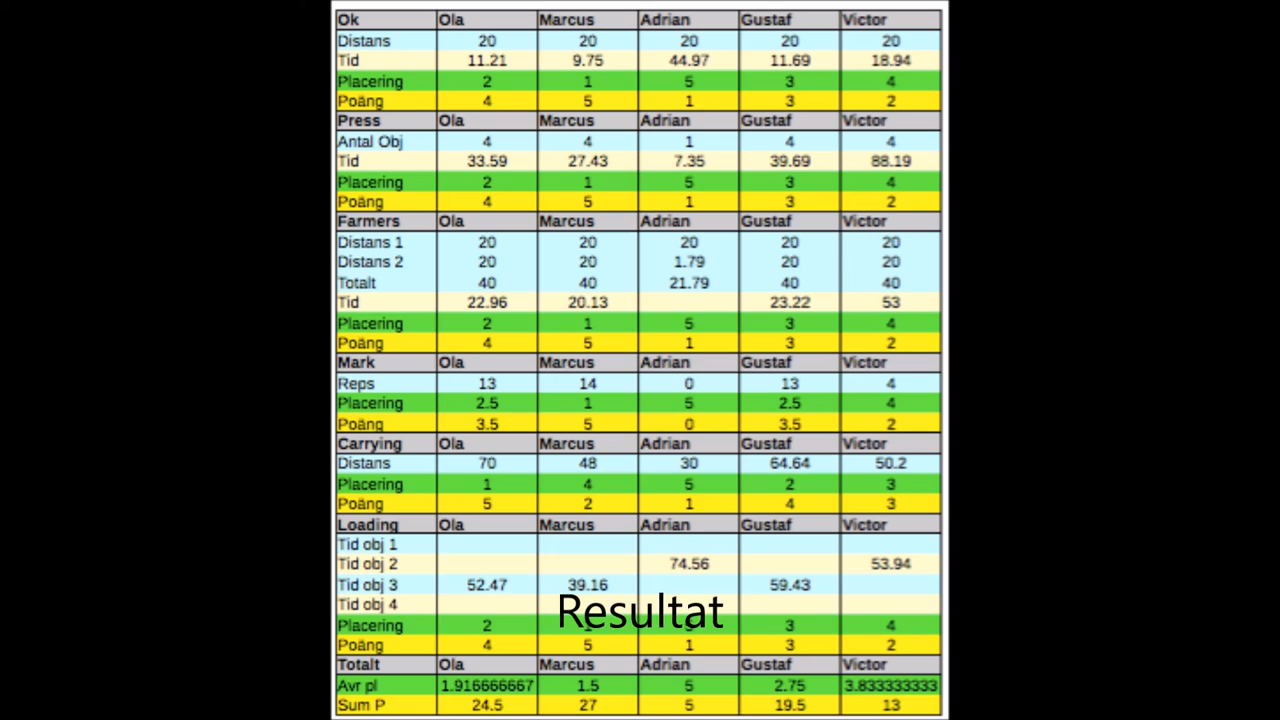 Ok Ola Marcus Adrian Gustaf Victor
Distans 20 20 20 20 20
Tid 11.21 9.75 44.97 11.69 18.94
Placering 2 1 5 3 4
Poäng 4 5 1 3 2
Press Ola Marcus Adrian Gustaf Victor
Antal Obj 4 4 1 4 4
Tid 33.59 27.43 7.35 39.69 88.19
Placering 2 1 5 3 4
Poäng 4 5 1 3 2
Farmers Ola Marcus Adrian Gustaf Victor
Distans 1 20 20 20 20 20
Distans 2 20 20 1.79 20 20
Totalt 40 40 21.79 40 40
Tid 22.96 20.13 23.22 53
Placering 2 1 5 3 4
Poäng 4 5 1 3 2
Mark Ola Marcus Adrian Gustaf Victor
Reps 13 14 0 13 4
Placering 2.5 1 5 2.5 4
Poäng 3.5 5 0 3.5 2
Carrying Ola Marcus Adrian Gustaf Victor
Distans 70 48 30 64.64 50.2
Placering 1 4 5 2 3
Poäng 5 2 1 4 3
Loading Ola Marcus Adrian Gustaf Victor
Tid obj 1
Tid obj 2 74.56 53.94
Tid obj 3 52.47 39.16 59.43
Tid obj 4
Resultat
Placering 2 3 4
Poäng 4 5 1 3 2
Totalt Ola Marcus Adrian Gustaf Victor
Avr pl 1.916666667 1.5 5 2.75 3.833333333
Sum P 24.5 27 5 19.5 13